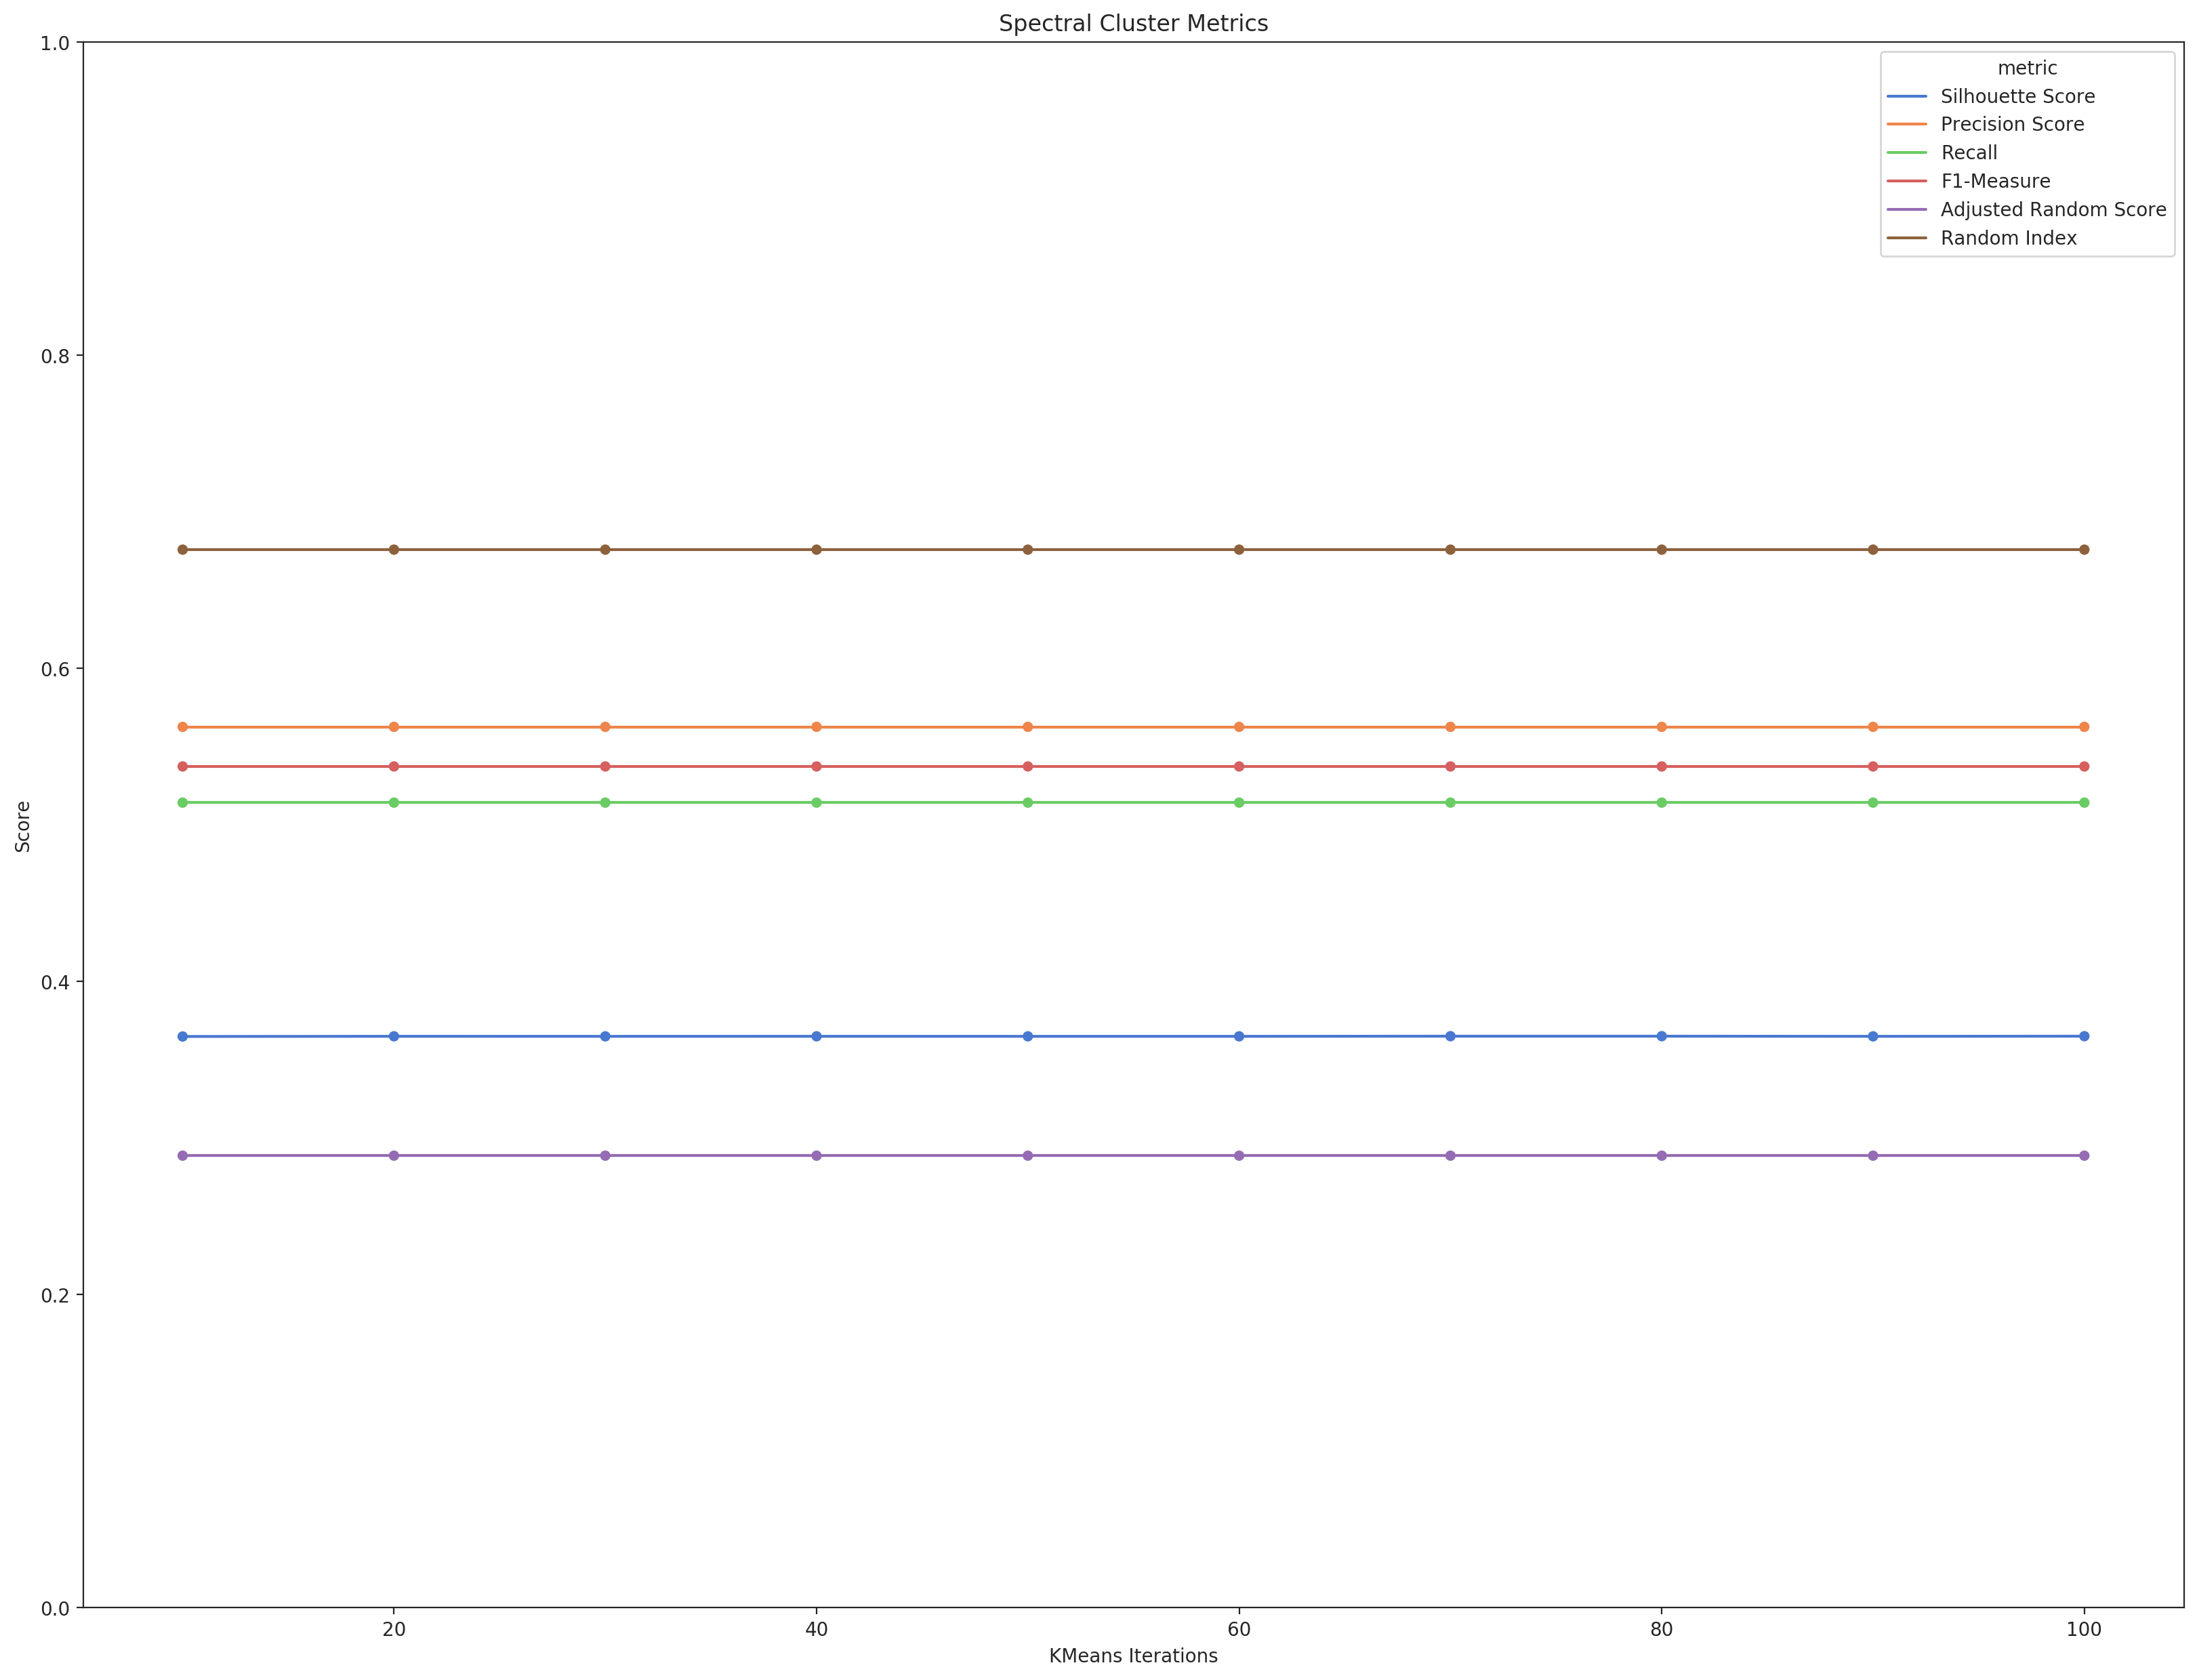 Spectral Cluster Metrics
1.0
0.8
0.6
0.4
0.2
0.0
Score
metric
Silhouette Score
Precision Score
Recall
F1-Measure
Adjusted Random Score
Random Index
20 40 60 80 100
KMeans Iterations